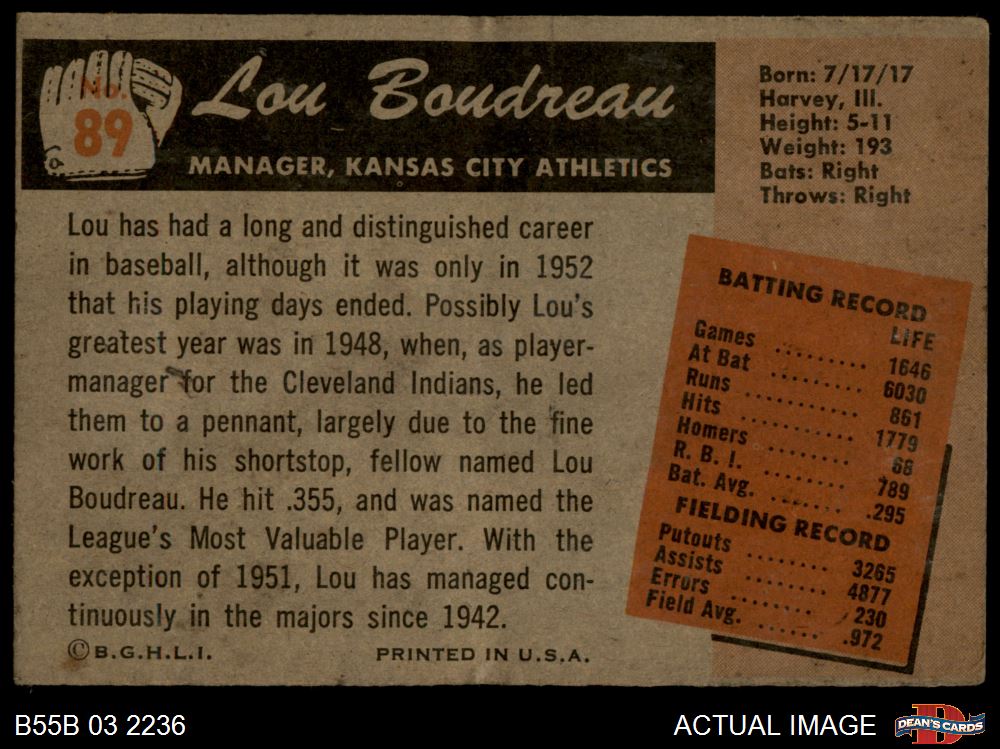 No.
89
Lou Boudreau
MANAGER, KANSAS CITY ATHLETICS
Lou has had a long and distinguished career
in baseball, although it was only in 1952
that his playing days ended. Possibly Lou's
greatest year was in 1948, when, as player-
manager for the Cleveland Indians, he led
them to a pennant, largely due to the fine
work of his shortstop, fellow named Lou
Boudreau. He hit .355, and was named the
League's Most Valuable Player. With the
exception of 1951, Lou has managed con-
tinuously in the majors since 1942.
©B.G.H.L.I. PRINTED IN U.S.A.
Born: 7/17/17
Harvey, Ill.
Height: 5-11
Weight: 193
Bats: Right
Throws: Right
BATTING RECORD
LIFE
Games ........ 1646
At Bat ......... 6030
Runs ........... 861
Hits ........... 1779
Homers ........ 68
R. B. I. ........ 789
Bat. Avg. ....... .295
FIELDING RECORD
Putouts ....... 3265
Assists ....... 4877
Errors ........ 230
Field Avg. ...... .972
B55B 03 2236
ACTUAL IMAGE
D
DEAN'S CARDS